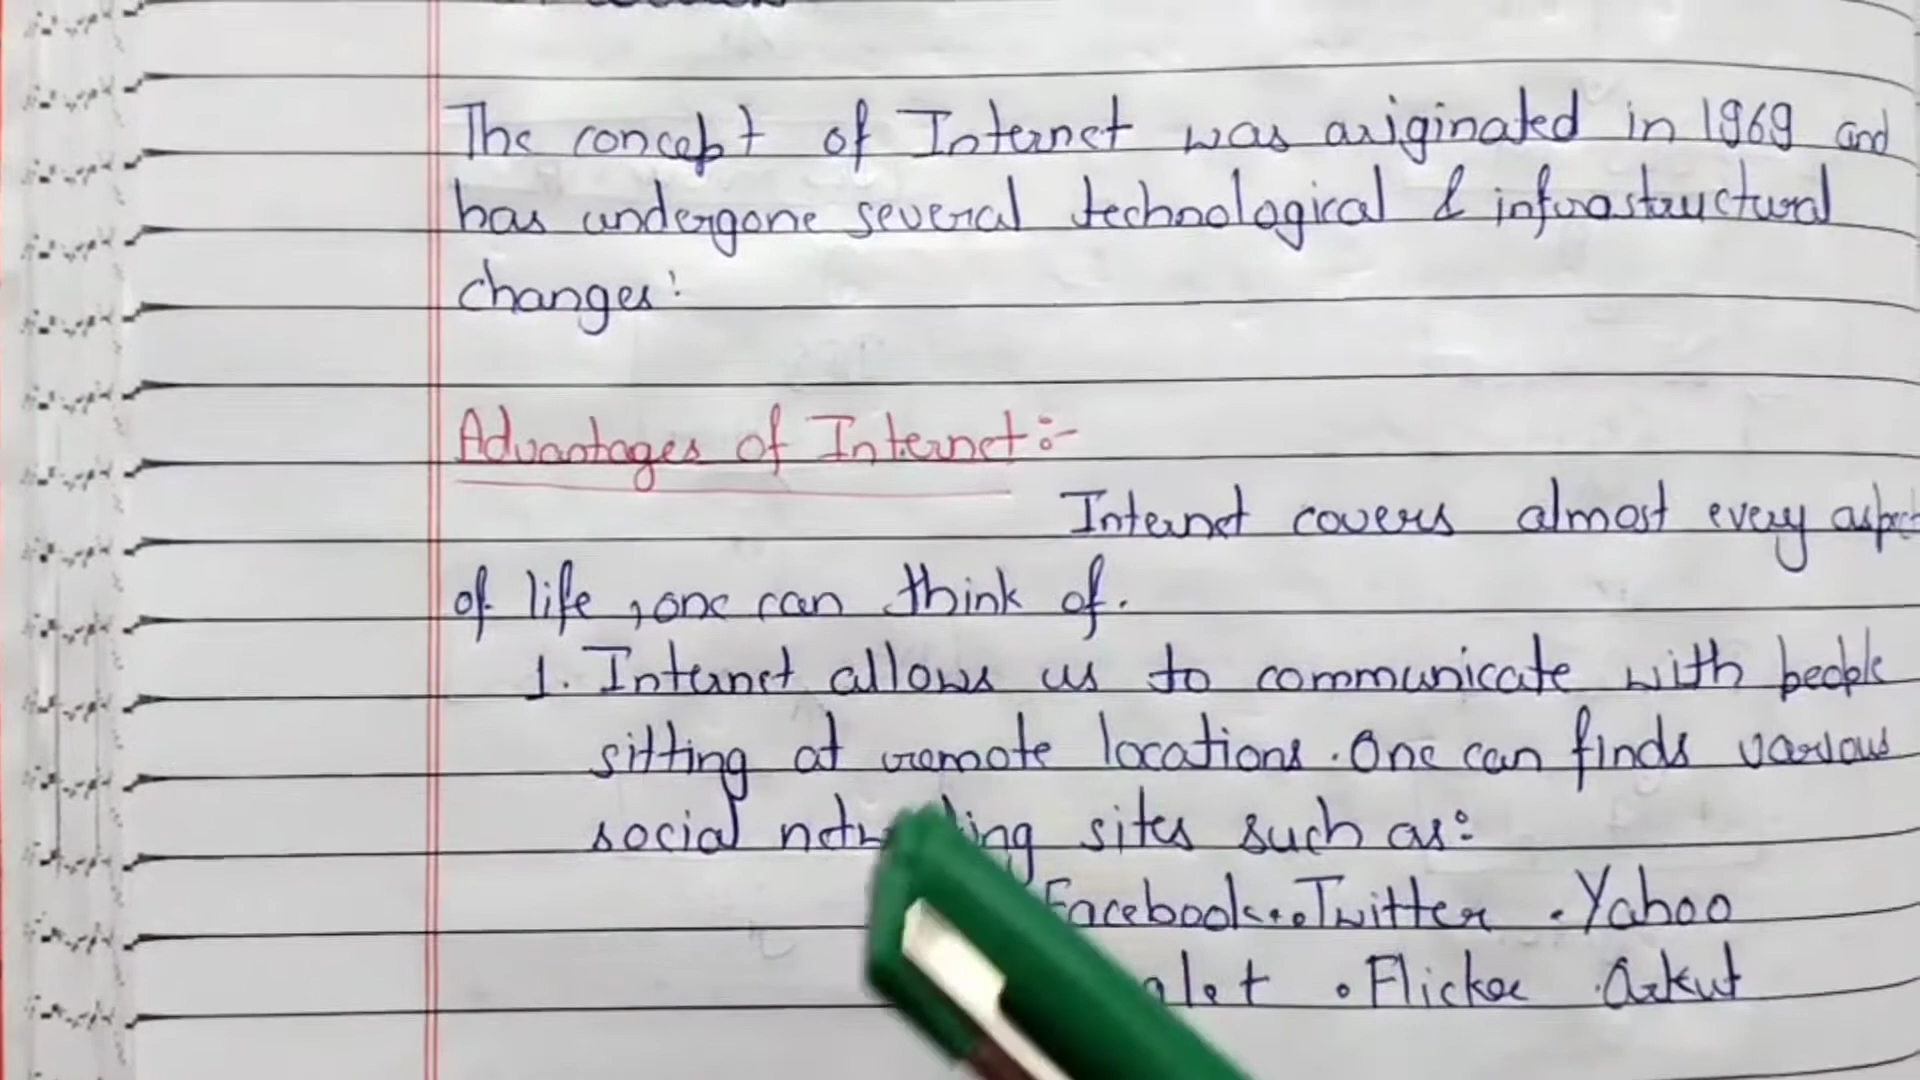 The concept of Internet was originated in 1969 and
has undergone several technological & infrastructural
changes:
Advantages of Internet:-
Internet covers almost every aspect
of life, one can think of.
1. Internet allows us to communicate with people
sitting at remote locations. One can finds various
social sites such as:
Facebook • Twitter • Yahoo
• Flicker • Orkut